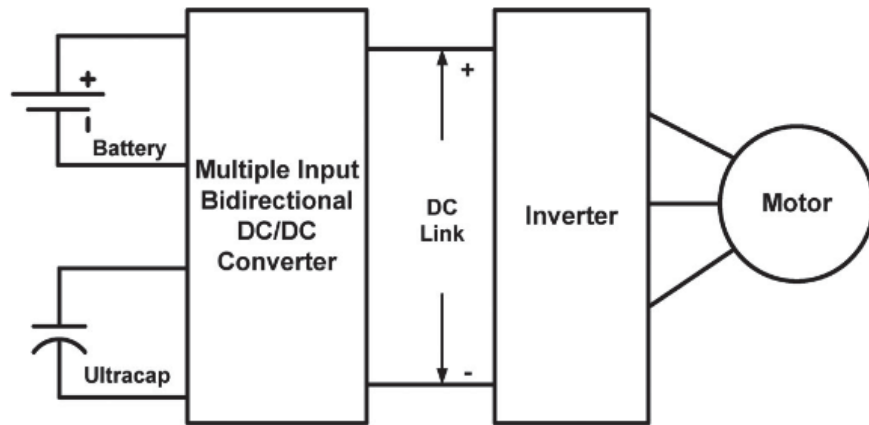 +
Battery
Ultracap
Multiple Input
Bidirectional
DC/DC
Converter
+
DC
Link
-
Inverter
Motor